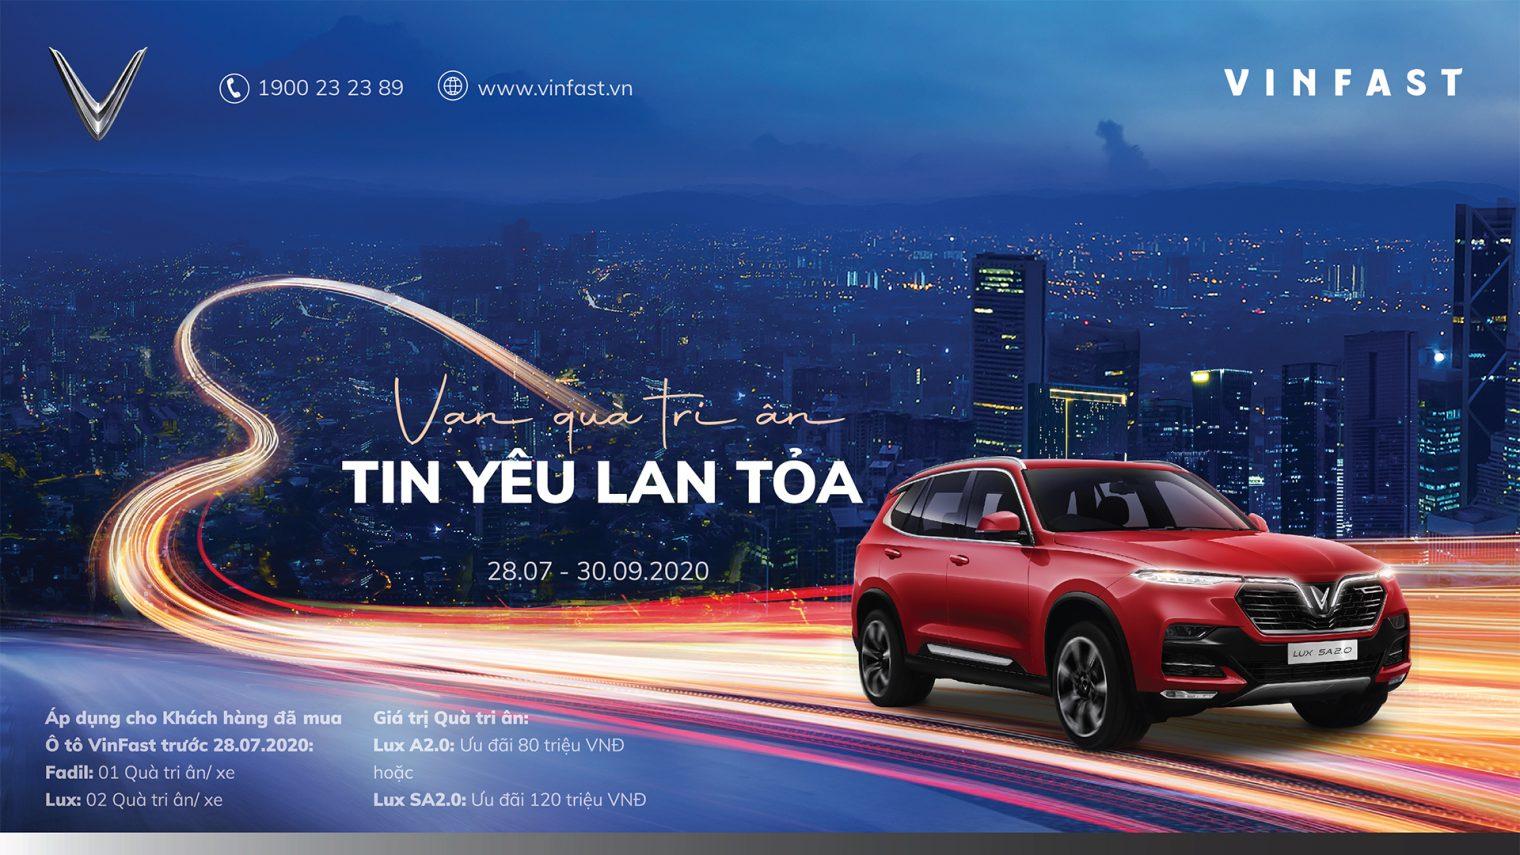 1900 23 23 89
www.vinfast.vn
VINFAST
Vạn quà tri ân
TIN YÊU LAN TỎA
28.07 - 30.09.2020
LUX SA2.0
Áp dụng cho Khách hàng đã mua
Ô tô VinFast trước 28.07.2020:
Fadil: 01 Quà tri ân/ xe
Lux: 02 Quà tri ân/ xe
Giá trị Quà tri ân:
Lux A2.0: Ưu đãi 80 triệu VNĐ
hoặc
Lux SA2.0: Ưu đãi 120 triệu VNĐ